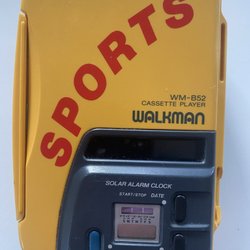 SPORTS
WM-B52
CASSETTE PLAYER
WALKMAN
SOLAR ALARM CLOCK
START/STOP DATE